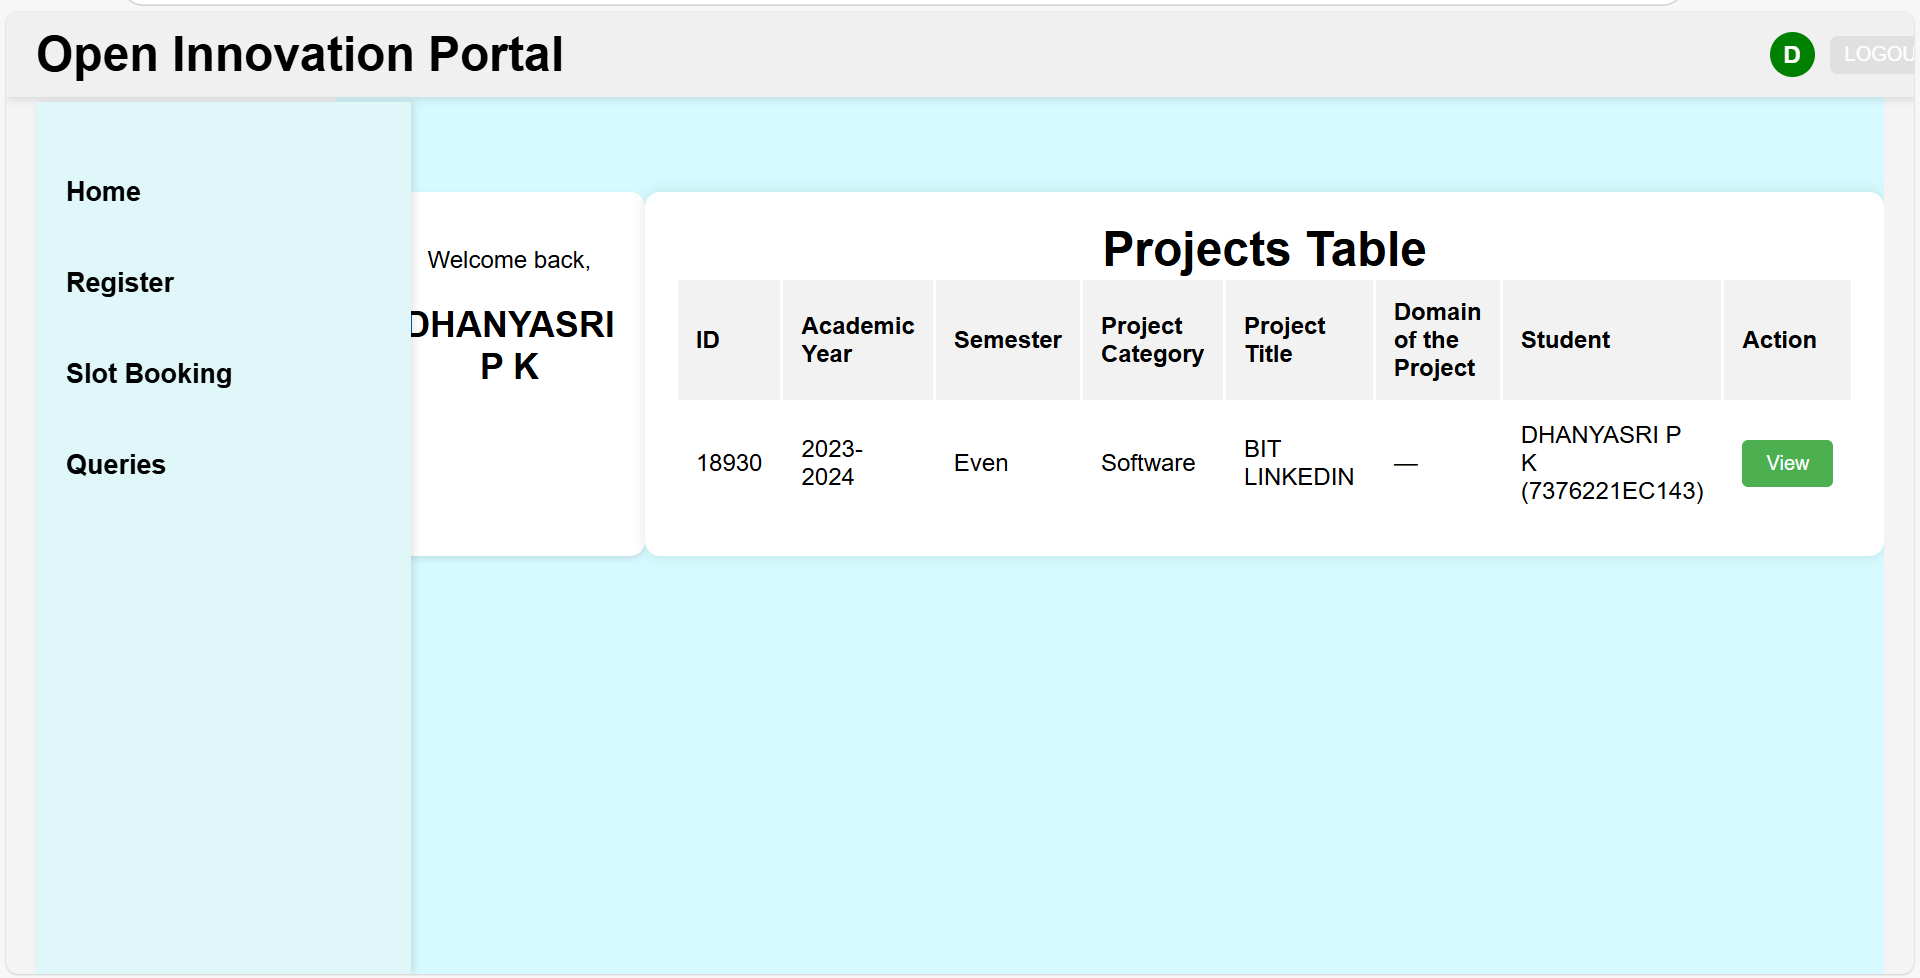 Open Innovation Portal
D
LOGOU
Home
Register
Slot Booking
Queries
Welcome back,
DHANYASRI
P K
Projects Table
ID
Academic
Year
Semester
Project
Category
Project
Title
Domain
of the
Project
Student
Action
18930
2023-
2024
Even
Software
BIT
LINKEDIN
—
DHANYASRI P
K
(7376221EC143)
View